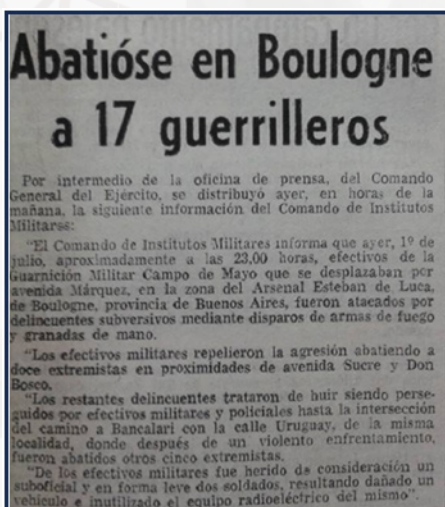 Abatióse en Boulogne
a 17 guerrilleros
Por intermedio de la oficina de prensa, del Comando
General del Ejército, se distribuyó ayer, en horas de la
mañana, la siguiente información del Comando de Institutos
Militares:
"El Comando de Institutos Militares informa que ayer, 1º de
julio, aproximadamente a las 23,00 horas, efectivos de la
Guarnición Militar Campo de Mayo que se desplazaban por
avenida Márquez, en la zona del Arsenal Esteban de Luca,
de Boulogne, provincia de Buenos Aires, fueron atacados por
delincuentes subversivos mediante disparos de armas de fuego
y granadas de mano.
"Los efectivos militares repelieron la agresión abatiendo a
doce extremistas en proximidades de avenida Sucre y Don
Bosco.
"Los restantes delincuentes trataron de huir siendo perse-
guidos por efectivos militares y policiales hasta la intersección
del camino a Bancalari con la calle Uruguay, de la misma
localidad, donde después de un violento enfrentamiento,
fueron abatidos otros cinco extremistas.
"De los efectivos militares fue herido de consideración un
suboficial y en forma leve dos soldados, resultando dañado un
vehículo e inutilizado el equipo radioeléctrico del mismo".